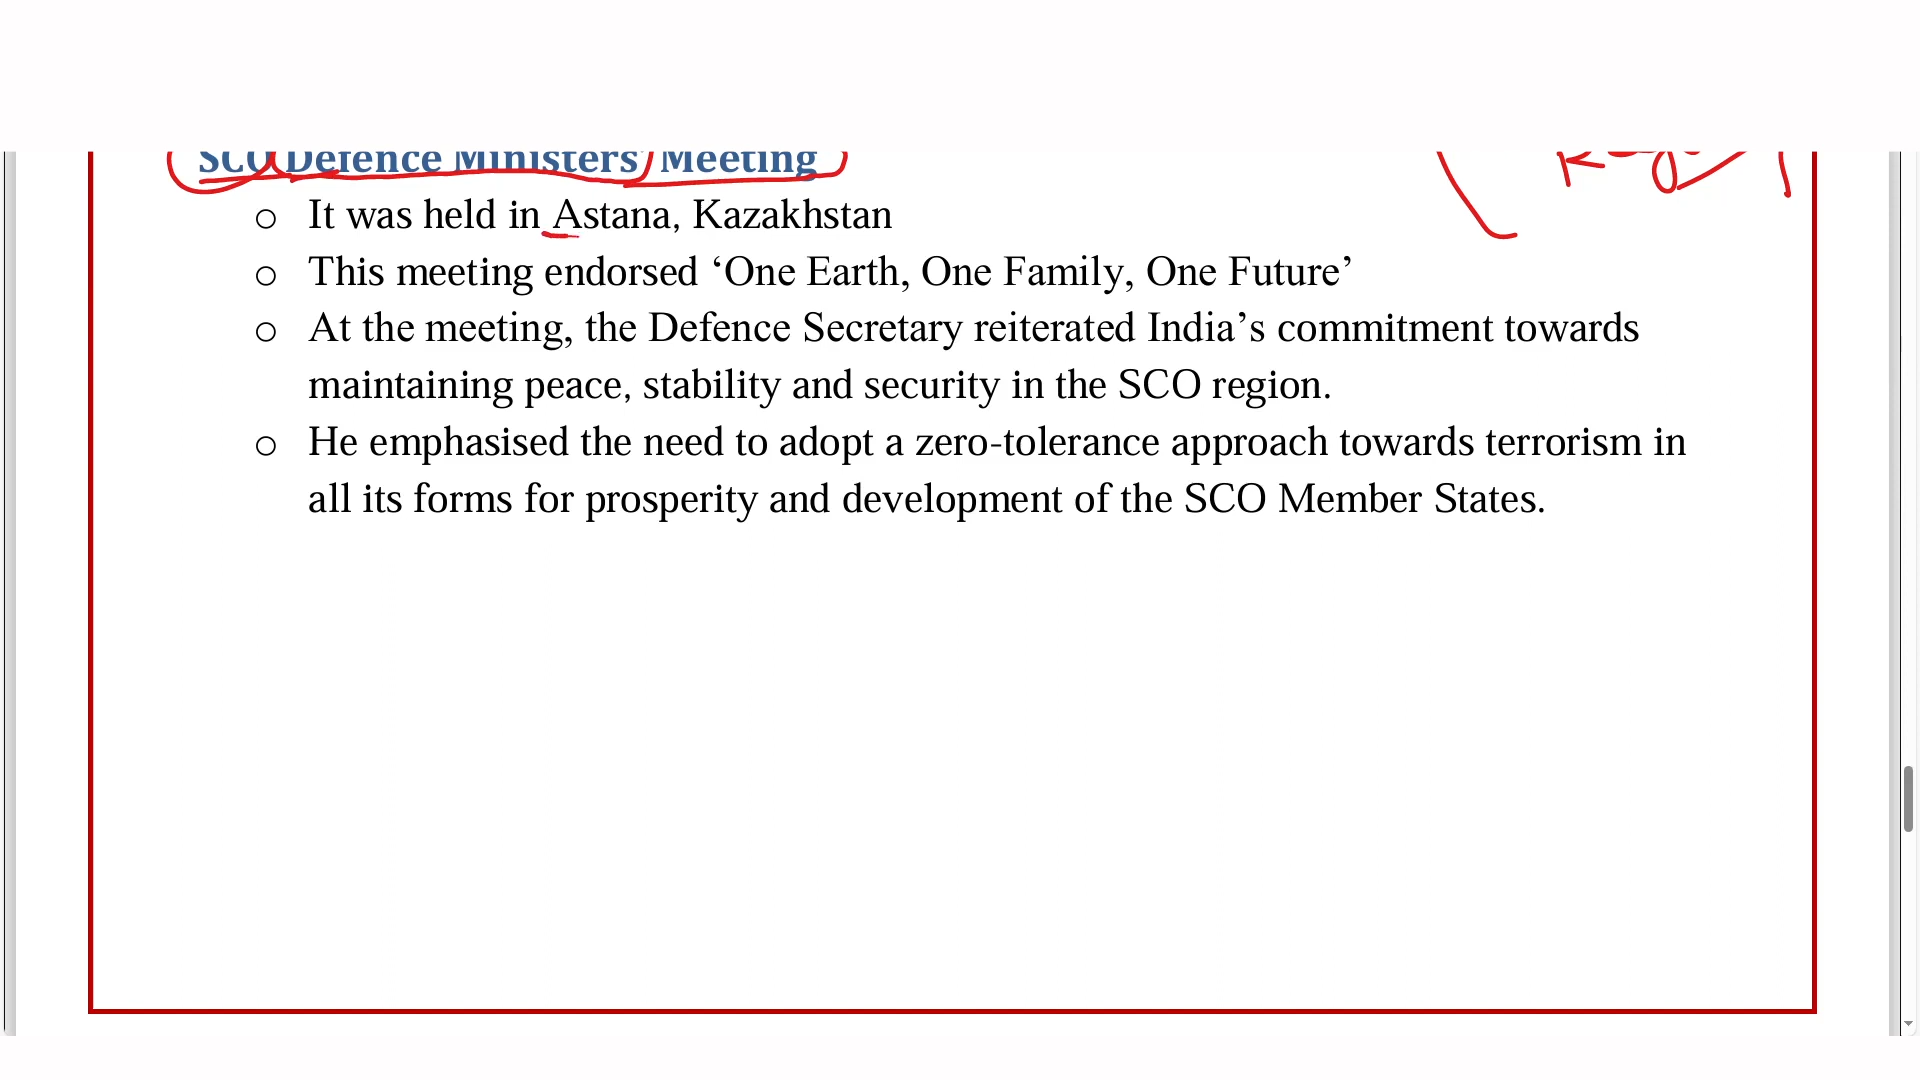 SCO Defence Ministers' Meeting
o It was held in Astana, Kazakhstan
o This meeting endorsed ‘One Earth, One Family, One Future’
o At the meeting, the Defence Secretary reiterated India’s commitment towards
maintaining peace, stability and security in the SCO region.
o He emphasised the need to adopt a zero-tolerance approach towards terrorism in
all its forms for prosperity and development of the SCO Member States.